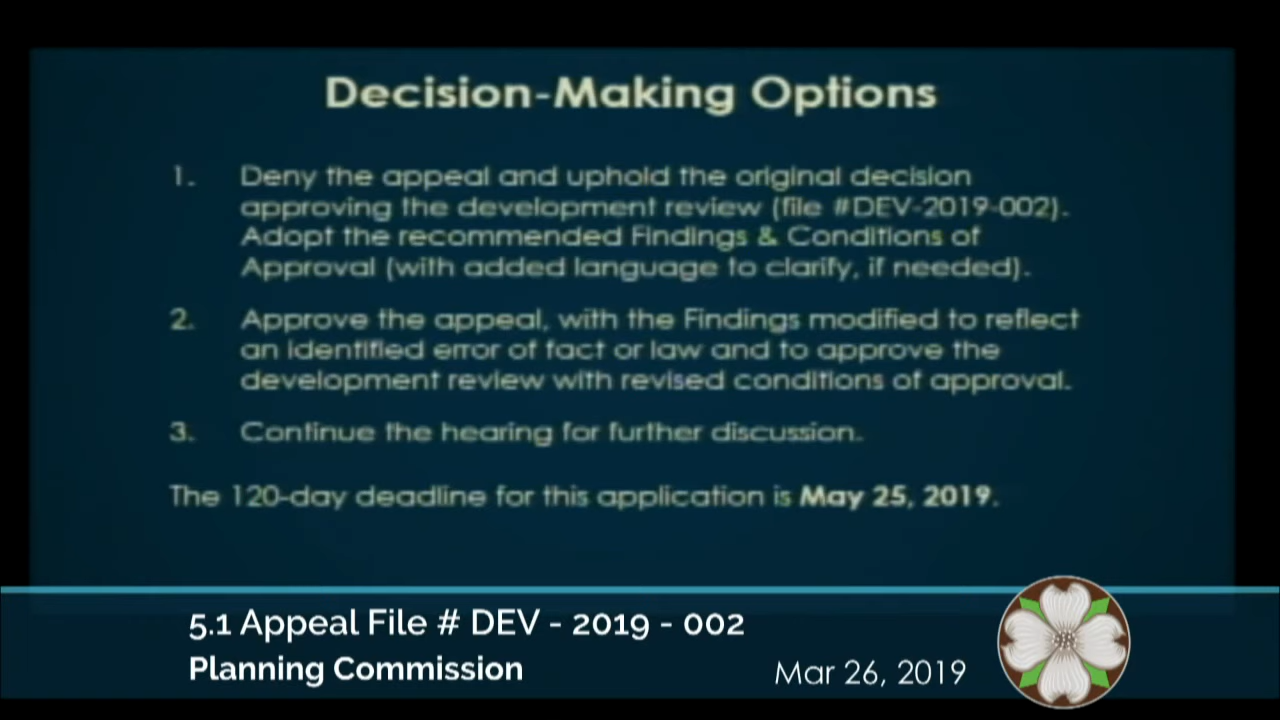 Decision-Making Options
1. Deny the appeal and uphold the original decision
approving the development review (file #DEV-2019-002).
Adopt the recommended Findings & Conditions of
Approval (with added language to clarify, if needed).
2. Approve the appeal, with the Findings modified to reflect
an identified error of fact or law and to approve the
development review with revised conditions of approval.
3. Continue the hearing for further discussion.
The 120-day deadline for this application is May 25, 2019.
5.1 Appeal File # DEV - 2019 - 002
Planning Commission
Mar 26, 2019